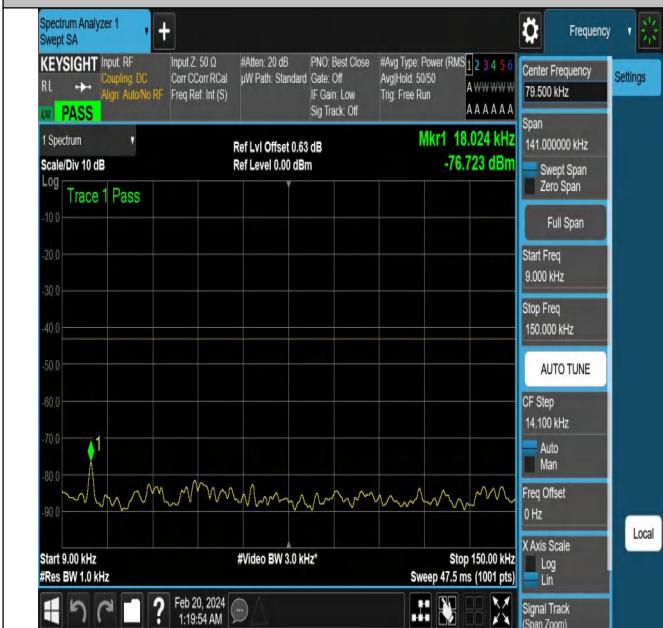 Spectrum Analyzer 1
Swept SA
+
Frequency
KEYSIGHT
RL
LXI PASS
Input: RF
Coupling: DC
Align: Auto/No RF
Input Z: 50 Ω
Corr CCorr RCal
Freq Ref: Int (S)
#Atten: 20 dB
µW Path: Standard
PNO: Best Close
Gate: Off
IF Gain: Low
Sig Track: Off
#Avg Type: Power (RMS
Avg|Hold: 50/50
Trig: Free Run
1 2 3 4 5 6
A W W W W W
A A A A A A
1 Spectrum
Scale/Div 10 dB
Ref Lvl Offset 0.63 dB
Ref Level 0.00 dBm
Mkr1 18.024 kHz
-76.723 dBm
Log
Trace 1 Pass
-10.0
-20.0
-30.0
-40.0
-50.0
-60.0
-70.0
-80.0
-90.0
1
Start 9.00 kHz
#Res BW 1.0 kHz
#Video BW 3.0 kHz*
Stop 150.00 kHz
Sweep 47.5 ms (1001 pts)
?
Feb 20, 2024
1:19:54 AM
Center Frequency
79.500 kHz
Span
141.000000 kHz
Swept Span
Zero Span
Full Span
Start Freq
9.000 kHz
Stop Freq
150.000 kHz
AUTO TUNE
CF Step
14.100 kHz
Auto
Man
Freq Offset
0 Hz
X Axis Scale
Log
Lin
Signal Track
(Span Zoom)
Settings
Local